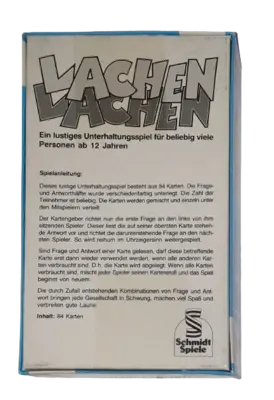 LACHEN
LACHEN
Ein lustiges Unterhaltungsspiel für beliebig viele
Personen ab 12 Jahren
Spielanleitung:
Dieses lustige Unterhaltungsspiel besteht aus 84 Karten. Die Frage
und Antworthälfte wurden verschiedenfarbig unterlegt. Die Zahl der
Teilnehmer ist beliebig. Die Karten werden gemischt und einzeln unter
den Mitspielern verteilt.
Der Kartengeber richtet nun die erste Frage an den links von ihm
sitzenden Spieler. Dieser liest die auf seiner obersten Karte stehen-
de Antwort vor und richtet die darunterstehende Frage an den näch-
sten Spieler. So wird reihum im Uhrzeigersinn weitergespielt.
Sind Frage und Antwort einer Karte gelesen, darf diese betreffende
Karte erst dann wieder verwendet werden, wenn alle anderen Kar-
ten verbraucht sind. D.h. die Karte wird abgelegt. Wenn alle Karten
verbraucht sind, mischt jeder Spieler seinen Kartenstoß und das Spiel
beginnt von neuem.
Die durch Zufall entstehenden Kombinationen von Frage und Ant-
wort bringen jede Gesellschaft in Schwung, machen viel Spaß und
verbreiten gute Laune.
Inhalt: 84 Karten
Schmidt
Spiele